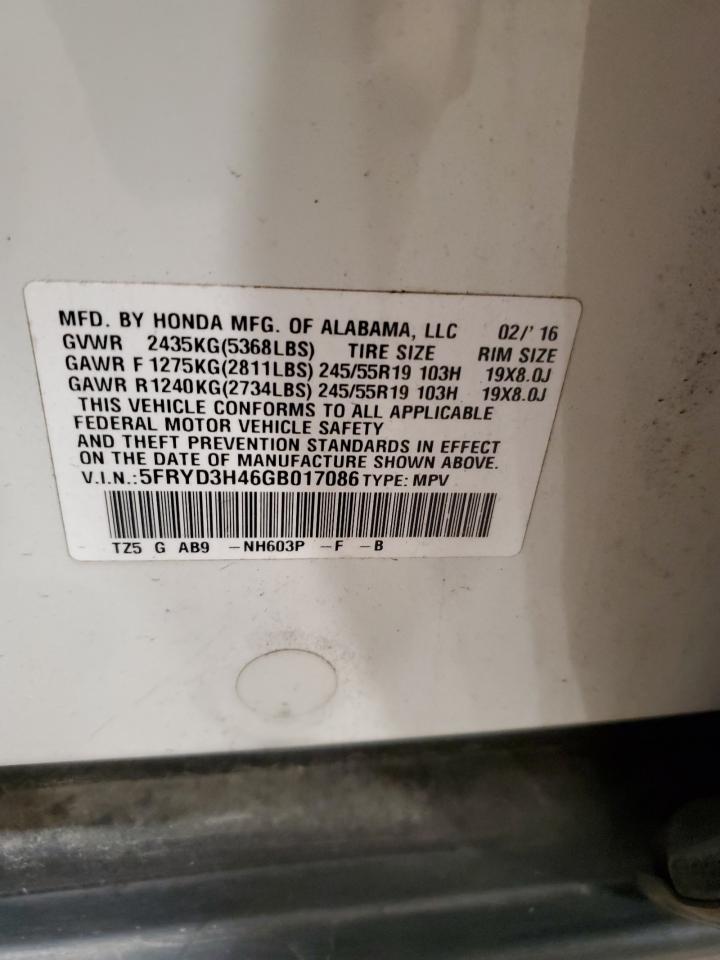 MFD. BY HONDA MFG. OF ALABAMA, LLC 02/' 16
GVWR 2435KG(5368LBS) TIRE SIZE RIM SIZE
GAWR F 1275KG(2811LBS) 245/55R19 103H 19X8.0J
GAWR R 1240KG(2734LBS) 245/55R19 103H 19X8.0J
THIS VEHICLE CONFORMS TO ALL APPLICABLE
FEDERAL MOTOR VEHICLE SAFETY
AND THEFT PREVENTION STANDARDS IN EFFECT
ON THE DATE OF MANUFACTURE SHOWN ABOVE.
V.I.N.:5FRYD3H46GB017086 TYPE: MPV
TZ5 G AB9 -NH603P -F -B